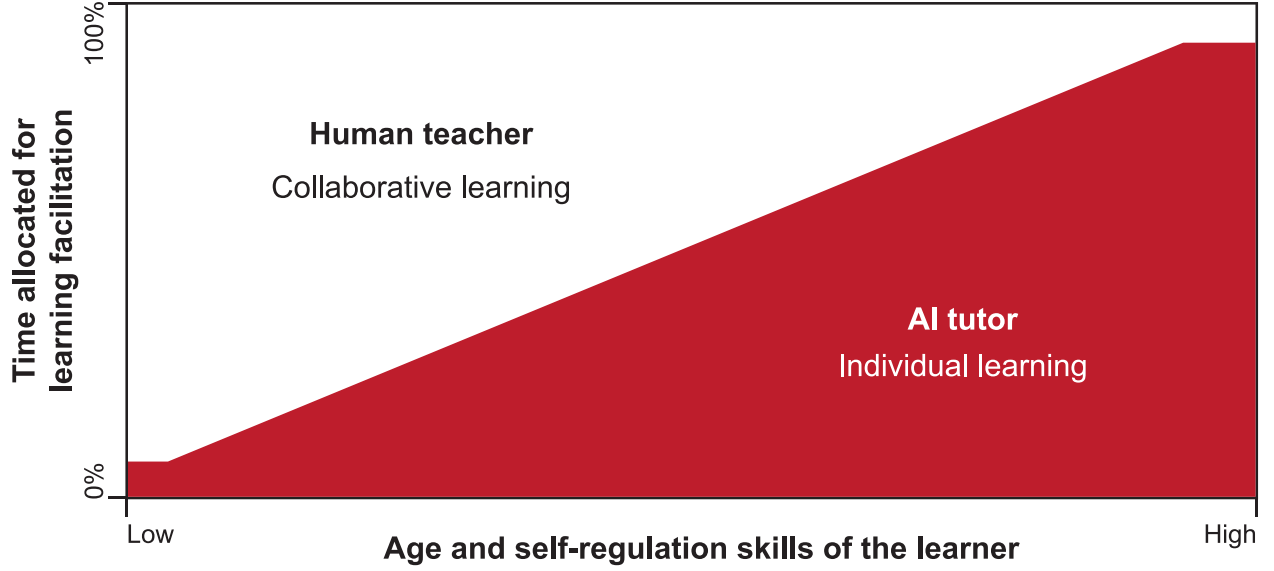 100%
Time allocated for
learning facilitation
0%
Human teacher
Collaborative learning
AI tutor
Individual learning
Low
High
Age and self-regulation skills of the learner